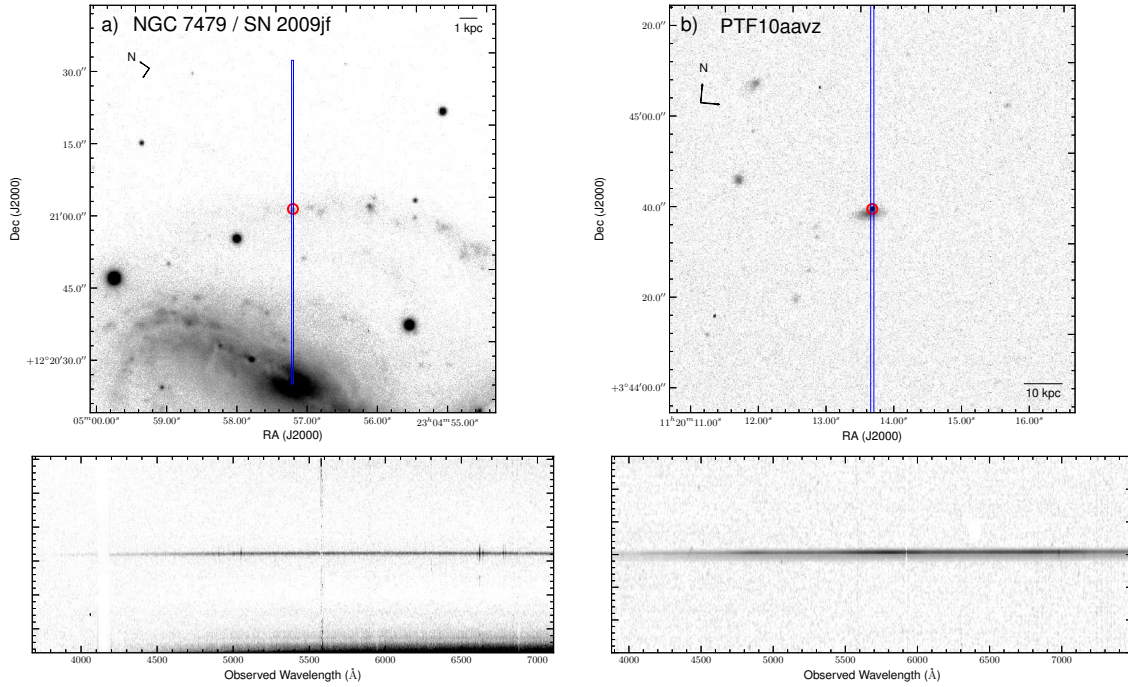 a) NGC 7479 / SN 2009jf
1 kpc
N
30.0″
15.0″
21′00.0″
45.0″
+12°20′30.0″
Dec (J2000)
05ᵐ00.00ˢ 59.00ˢ 58.00ˢ 57.00ˢ 56.00ˢ 23ʰ04ᵐ55.00ˢ
RA (J2000)
b) PTF10aavz
N
20.0″
45′00.0″
40.0″
20.0″
+3°44′00.0″
Dec (J2000)
10 kpc
11ʰ20ᵐ11.00ˢ 12.00ˢ 13.00ˢ 14.00ˢ 15.00ˢ 16.00ˢ
RA (J2000)
4000 4500 5000 5500 6000 6500 7000
Observed Wavelength (Å)
4000 4500 5000 5500 6000 6500 7000
Observed Wavelength (Å)